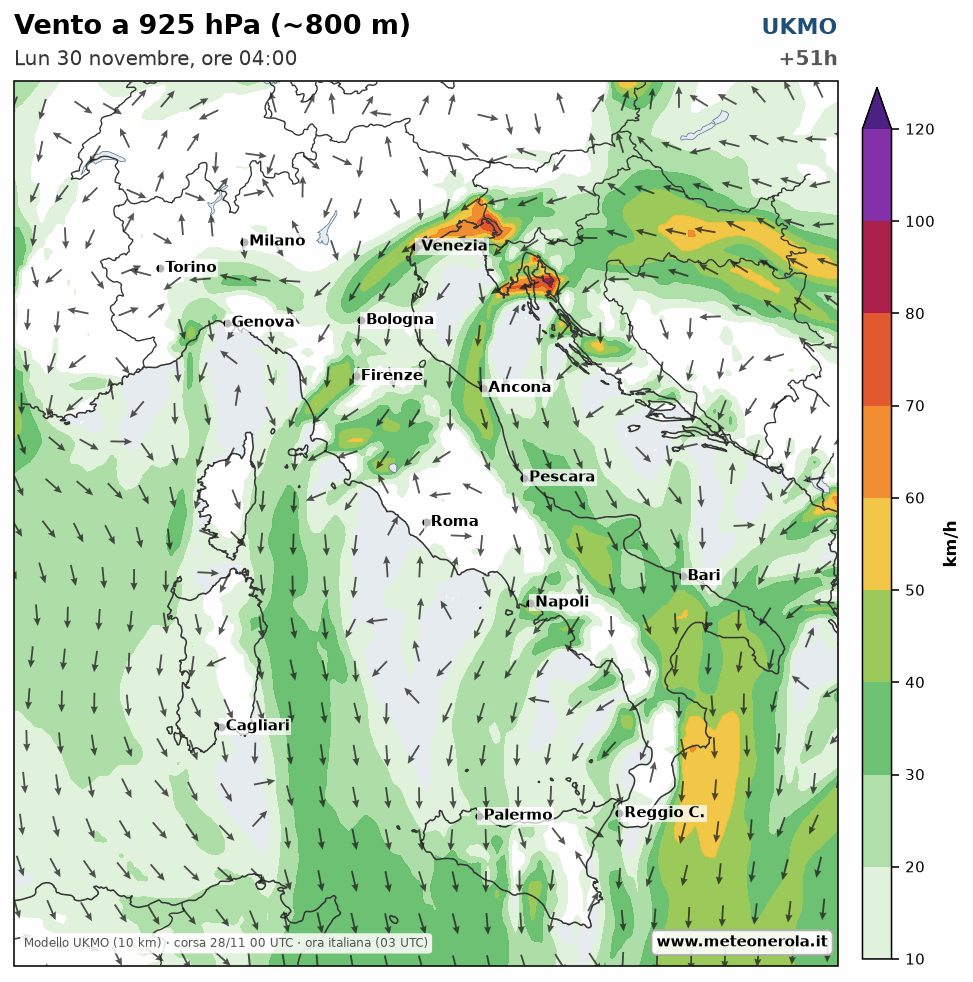 Vento a 925 hPa (~800 m)
UKMO
Lun 30 novembre, ore 04:00
+51h
120
100
80
70
60
50
40
30
20
10
km/h
Milano
Venezia
Torino
Genova
Bologna
Firenze
Ancona
Pescara
Roma
Bari
Napoli
Cagliari
Palermo
Reggio C.
Modello UKMO (10 km) · corsa 28/11 00 UTC · ora italiana (03 UTC)
www.meteonerola.it